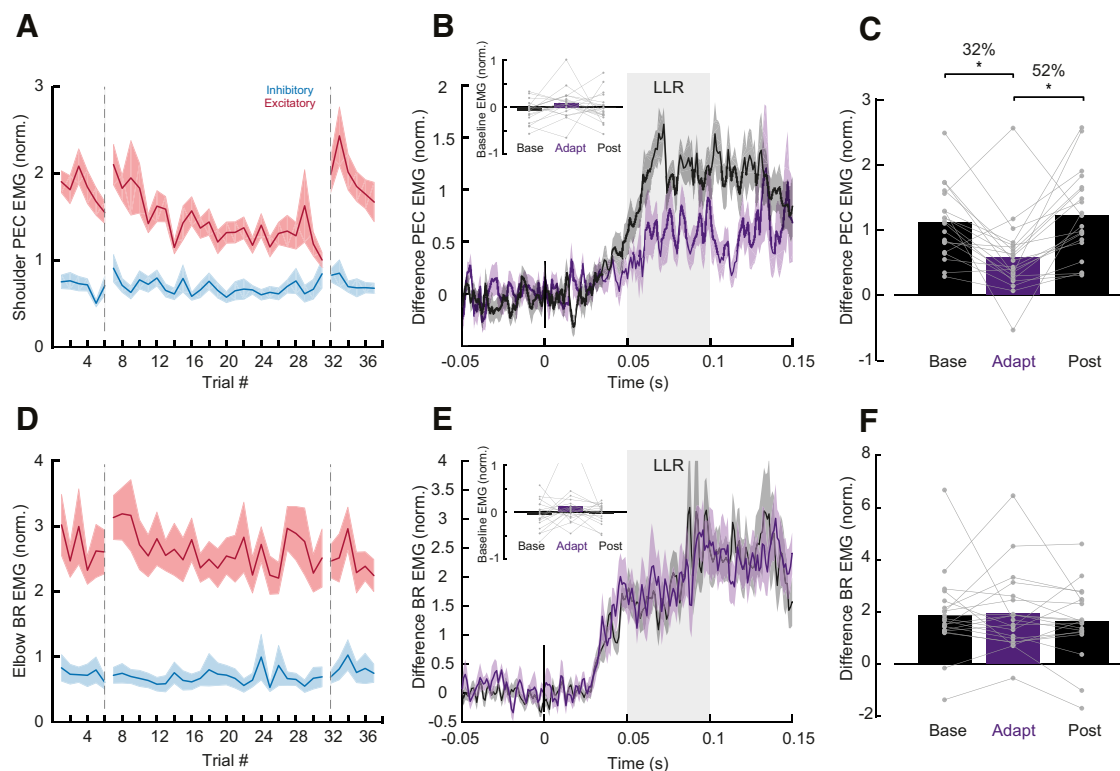 A
Shoulder PEC EMG (norm.)
3
2
1
0
Inhibitory
Excitatory
4 8 12 16 20 24 28 32 36
Trial #
B
Difference PEC EMG (norm.)
2
1.5
1
0.5
0
LLR
Baseline EMG (norm.)
1
0
-1
Base Adapt Post
-0.05 0 0.05 0.1 0.15
Time (s)
C
32%
*
52%
*
Difference PEC EMG (norm.)
3
2
1
0
-1
Base Adapt Post
D
Elbow BR EMG (norm.)
4
3
2
1
0
4 8 12 16 20 24 28 32 36
Trial #
E
Difference BR EMG (norm.)
4
3.5
3
2.5
2
1.5
1
0.5
0
-0.5
LLR
Baseline EMG (norm.)
1
0
-1
Base Adapt Post
-0.05 0 0.05 0.1 0.15
Time (s)
F
Difference BR EMG (norm.)
8
6
4
2
0
-2
Base Adapt Post